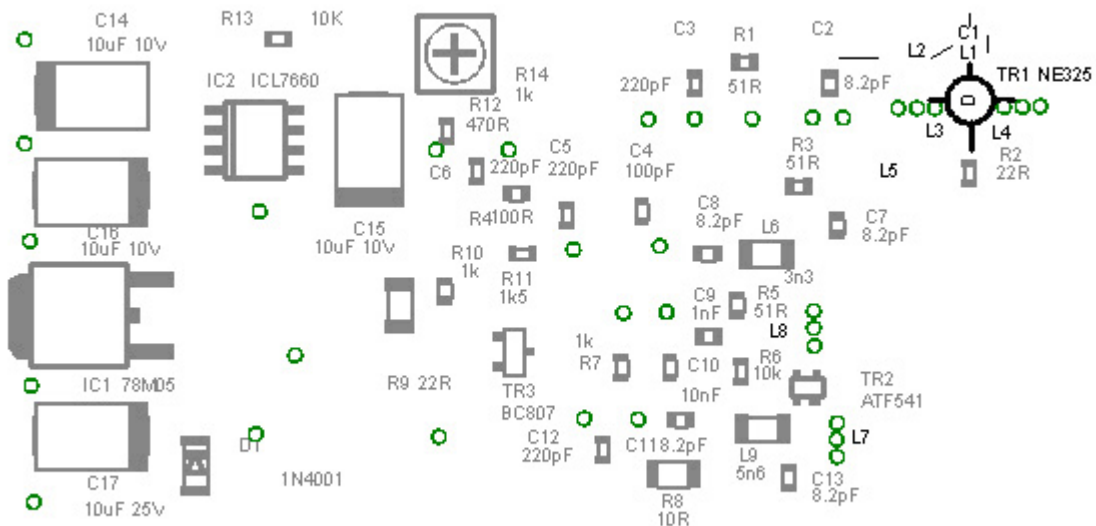 C14
10uF 10V
R13
10K
IC2 ICL7660
R14
1k
R12
470R
C6
220pF
C5
220pF
R4
100R
C3
220pF
R1
51R
C2
8.2pF
L2
C1
L1
TR1 NE325
L3
L4
R2
22R
R3
51R
L5
C4
100pF
C8
8.2pF
L6
3n3
C7
8.2pF
C16
10uF 10V
C15
10uF 10V
R10
1k
R11
1k5
C9
1nF
R5
51R
L8
IC1 78M05
R9 22R
TR3
BC807
1k
R7
C10
10nF
R6
10k
TR2
ATF541
D1
1N4001
C12
220pF
C11
8.2pF
L9
5n6
L7
C17
10uF 25V
R8
10R
C13
8.2pF